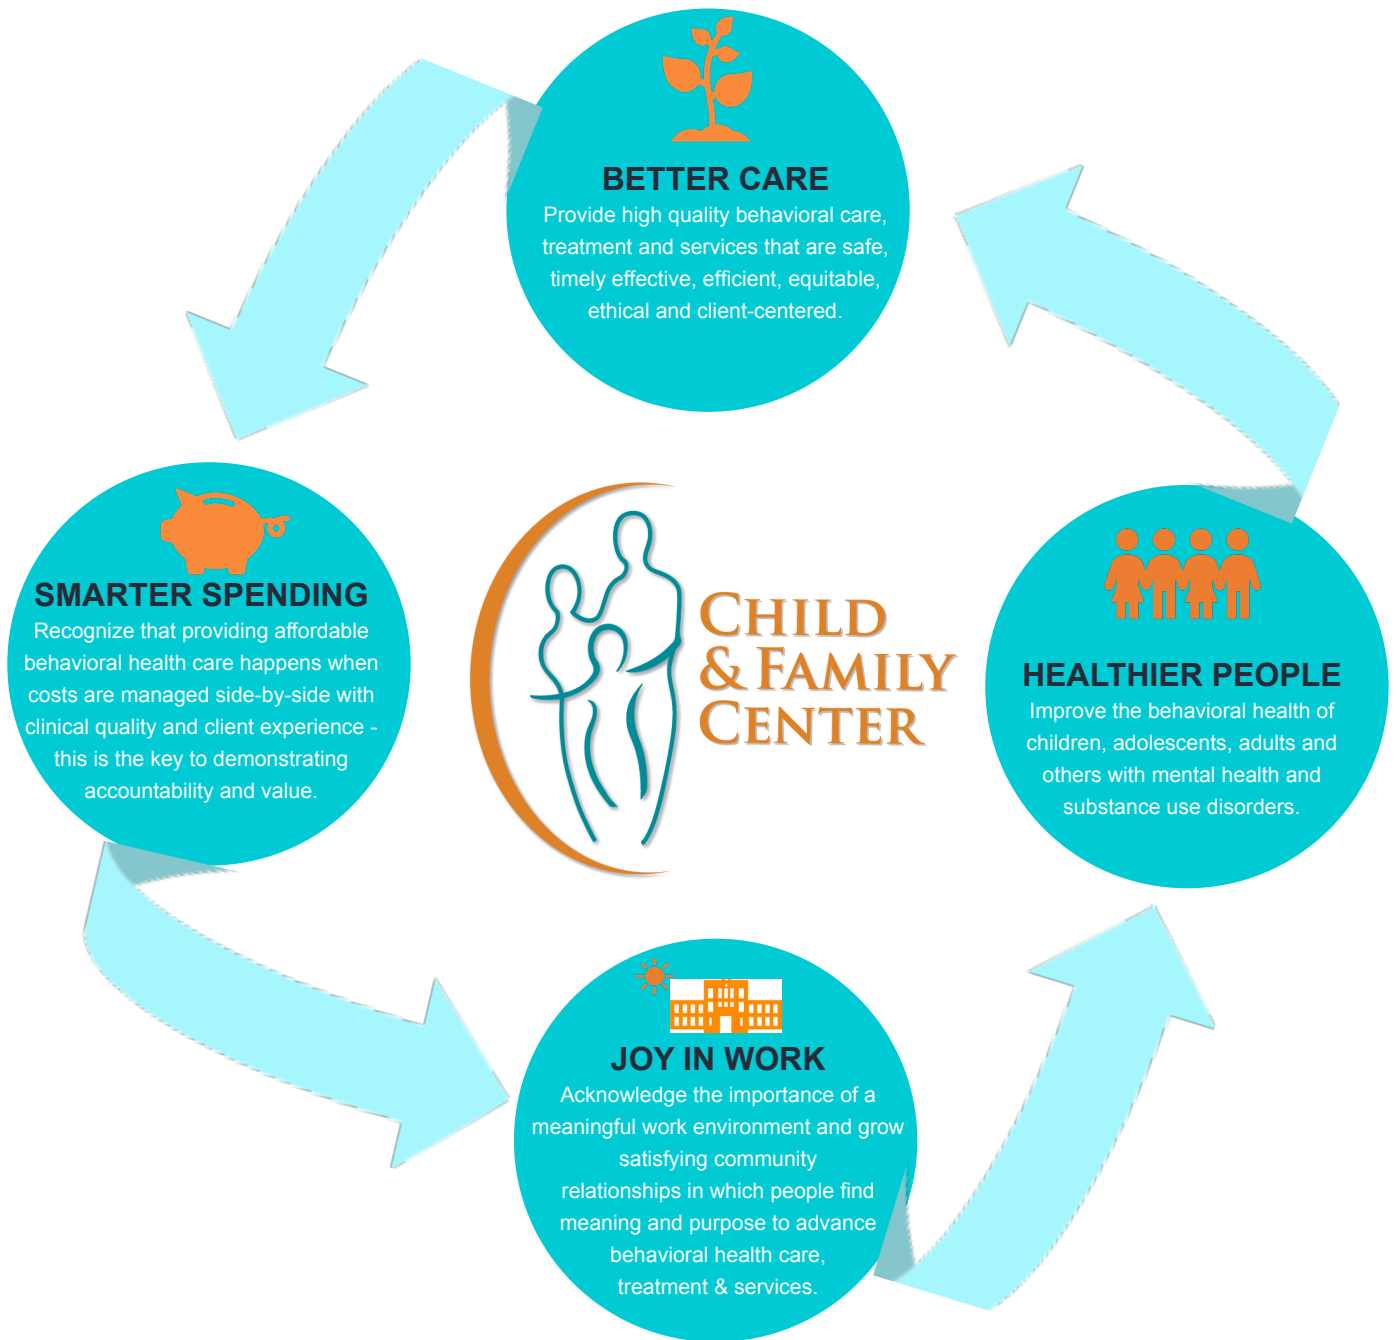 BETTER CARE
Provide high quality behavioral care,
treatment and services that are safe,
timely effective, efficient, equitable,
ethical and client-centered.
SMARTER SPENDING
Recognize that providing affordable
behavioral health care happens when
costs are managed side-by-side with
clinical quality and client experience -
this is the key to demonstrating
accountability and value.
CHILD
& FAMILY
CENTER
HEALTHIER PEOPLE
Improve the behavioral health of
children, adolescents, adults and
others with mental health and
substance use disorders.
JOY IN WORK
Acknowledge the importance of a
meaningful work environment and grow
satisfying community
relationships in which people find
meaning and purpose to advance
behavioral health care,
treatment & services.